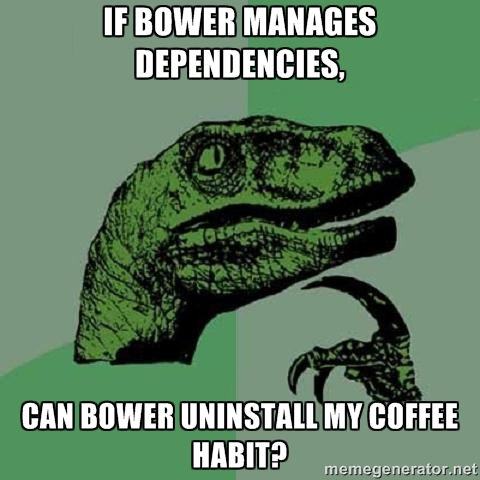 IF BOWER MANAGES
DEPENDENCIES,
CAN BOWER UNINSTALL MY COFFEE
HABIT?
memegenerator.net